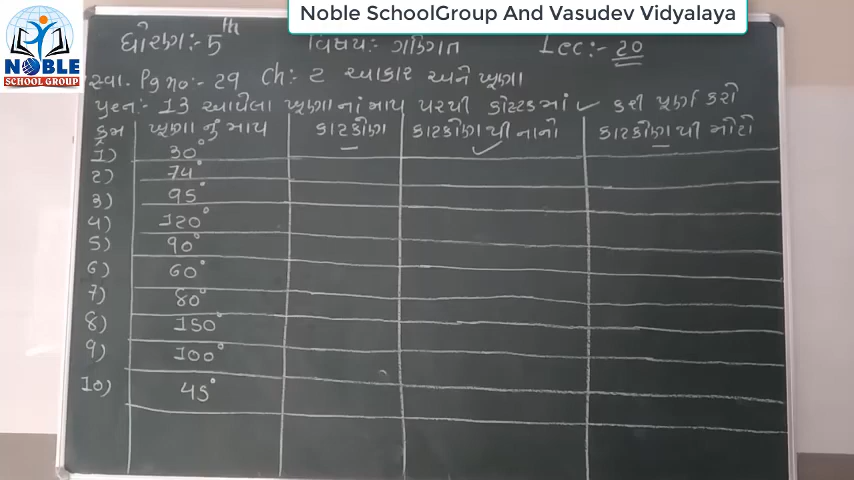 Noble SchoolGroup And Vasudev Vidyalaya
NOBLE
SCHOOL GROUP
ધોરણ:- 5th વિષય:- ગણિત Lec:- 20
સ્વા. Pg no:- 29 Ch: 2 આકાર અને ખૂણા
પ્રશ્ન:- 13 આપેલા ખૂણાનાં માપ પરથી કોષ્ટકમાં ✓ કરી પૂર્ણ કરો
ક્રમ ખૂણાનું માપ કાટકોણ કાટકોણથી નાનો કાટકોણથી મોટો
1) 30°
2) 74°
3) 95°
4) 120°
5) 90°
6) 60°
7) 80°
8) 150°
9) 100°
10) 45°